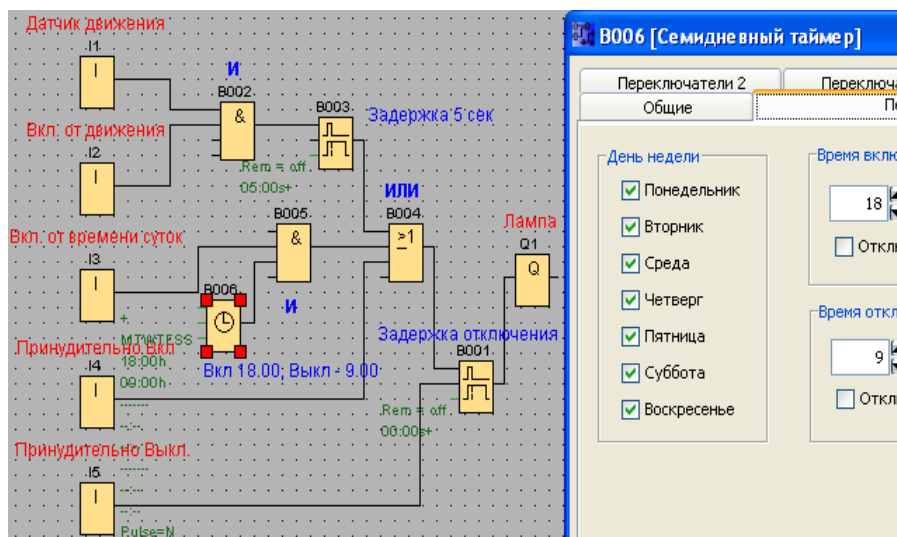 Датчик движения
I1
I
И
B002
&
B003
Задержка 5 сек
Rem = off
05:00s+
Вкл. от движения
I2
I
Вкл. от времени суток
I3
I
B005
&
И
ИЛИ
B004
≥1
Лампа
Q1
Q
B006
+
MTWTFSS
18:00h
09:00h
-------
--:--
--:--
-------
--:--
--:--
Pulse=N
Вкл 18.00; Выкл - 9.00
Задержка отключения
B001
Rem = off
00:00s+
Принудительно Вкл
I4
I
Принудительно Выкл.
I5
I
B006 [Семидневный таймер]
Переключатели 2
Общие
День недели
Понедельник
Вторник
Среда
Четверг
Пятница
Суббота
Воскресенье
18
9